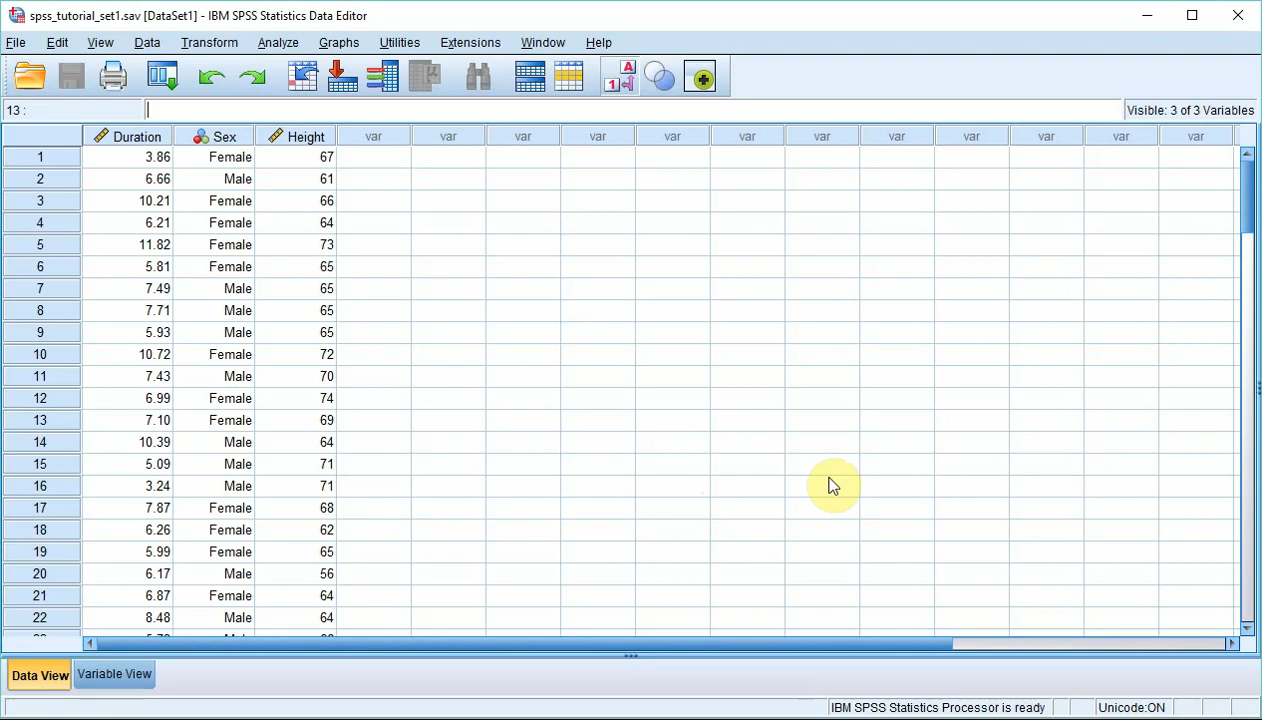 spss_tutorial_set1.sav [DataSet1] - IBM SPSS Statistics Data Editor
File Edit View Data Transform Analyze Graphs Utilities Extensions Window Help
13 : Visible: 3 of 3 Variables
Duration Sex Height var var var var var var var var var var var var
1 3.86 Female 67
2 6.66 Male 61
3 10.21 Female 66
4 6.21 Female 64
5 11.82 Female 73
6 5.81 Female 65
7 7.49 Male 65
8 7.71 Male 65
9 5.93 Male 65
10 10.72 Female 72
11 7.43 Male 70
12 6.99 Female 74
13 7.10 Female 69
14 10.39 Male 64
15 5.09 Male 71
16 3.24 Male 71
17 7.87 Female 68
18 6.26 Female 62
19 5.99 Female 65
20 6.17 Male 56
21 6.87 Female 64
22 8.48 Male 64
Data View Variable View
IBM SPSS Statistics Processor is ready Unicode:ON